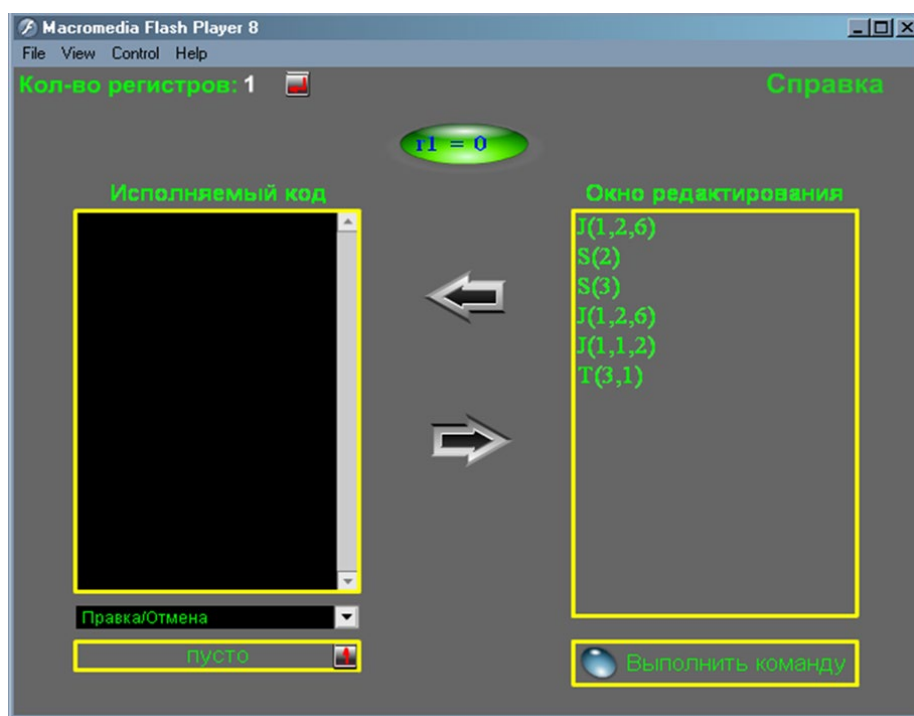 Macromedia Flash Player 8
File View Control Help
Кол-во регистров: 1
Справка
r1 = 0
Исполняемый код
Окно редактирования
J(1,2,6)
S(2)
S(3)
J(1,2,6)
J(1,1,2)
T(3,1)
Правка/Отмена
пусто
Выполнить команду